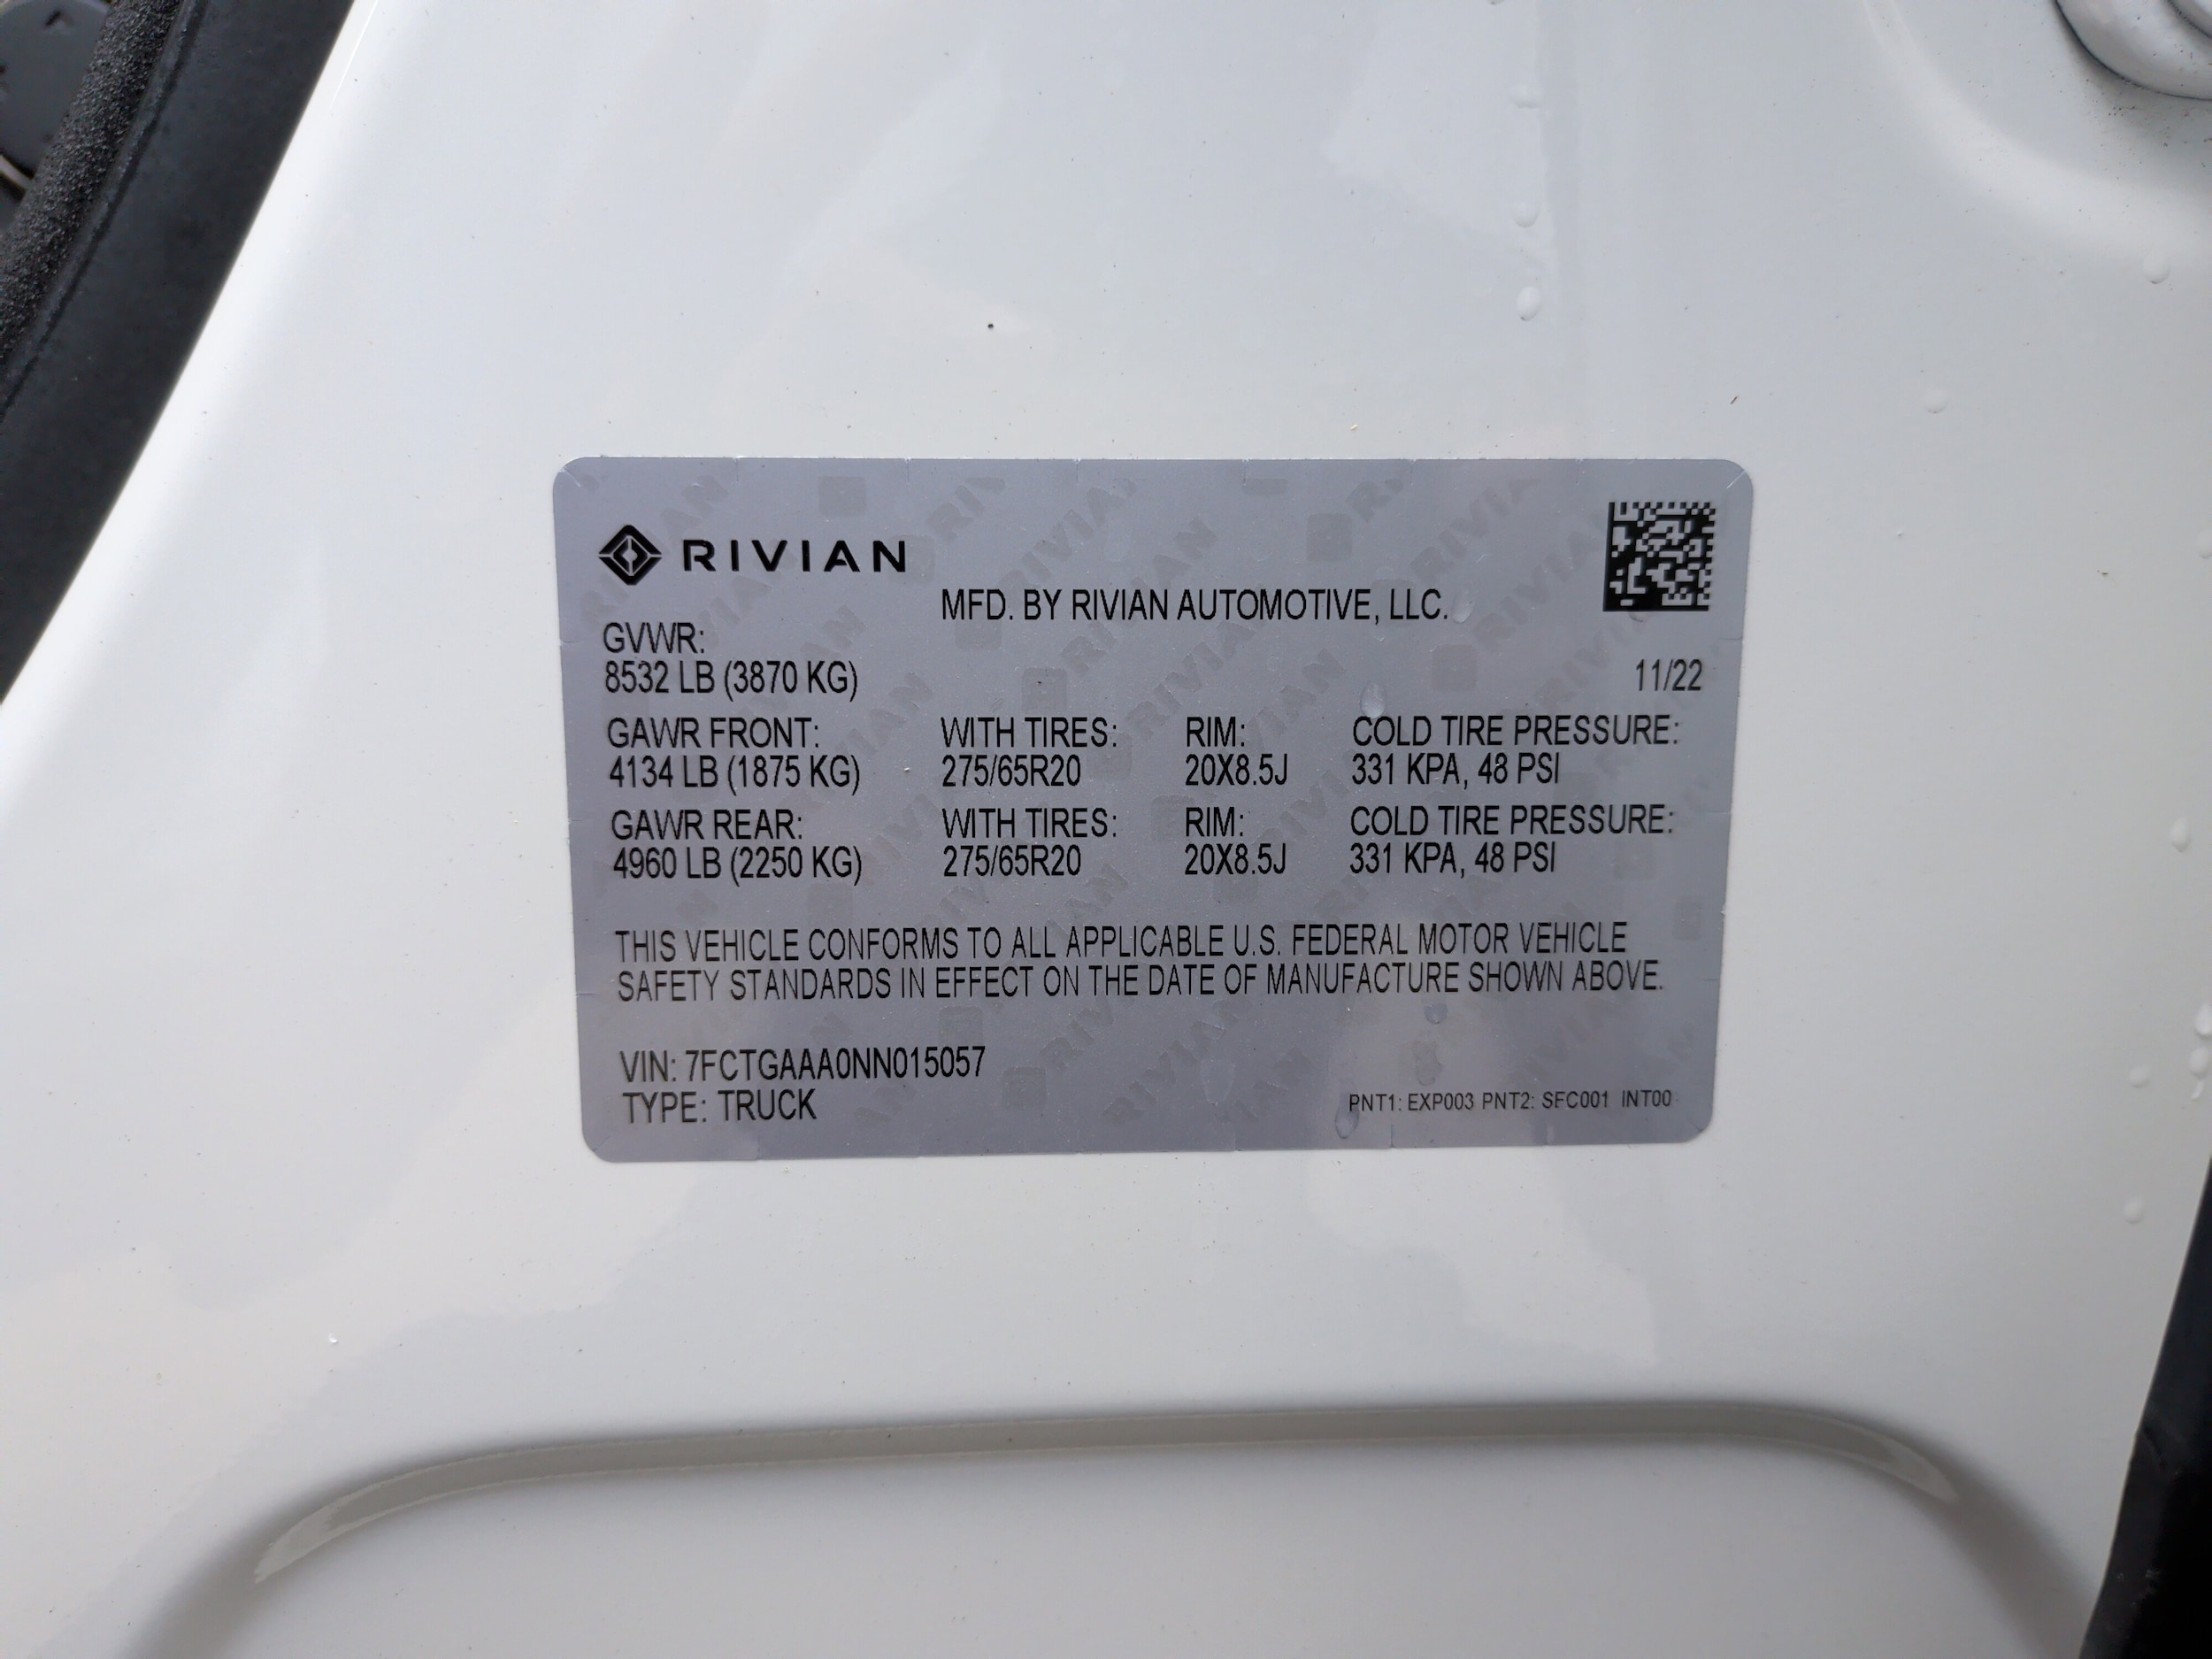 RIVIAN
MFD. BY RIVIAN AUTOMOTIVE, LLC.
GVWR:
8532 LB (3870 KG) 11/22
GAWR FRONT: WITH TIRES: RIM: COLD TIRE PRESSURE:
4134 LB (1875 KG) 275/65R20 20X8.5J 331 KPA, 48 PSI
GAWR REAR: WITH TIRES: RIM: COLD TIRE PRESSURE:
4960 LB (2250 KG) 275/65R20 20X8.5J 331 KPA, 48 PSI
THIS VEHICLE CONFORMS TO ALL APPLICABLE U.S. FEDERAL MOTOR VEHICLE
SAFETY STANDARDS IN EFFECT ON THE DATE OF MANUFACTURE SHOWN ABOVE.
VIN: 7FCTGAAA0NN015057
TYPE: TRUCK PNT1: EXP003 PNT2: SFC001 INT00